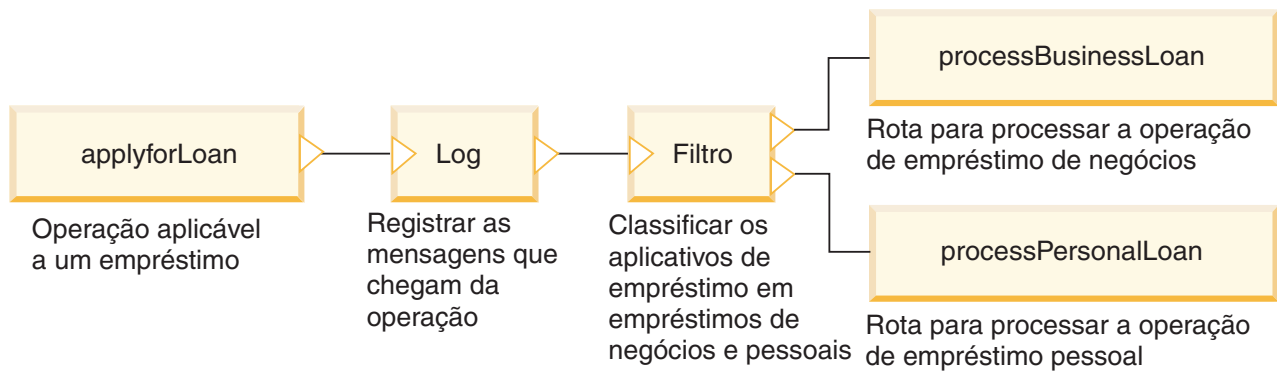 applyforLoan
Operação aplicável
a um empréstimo
Log
Registrar as
mensagens que
chegam da
operação
Filtro
Classificar os
aplicativos de
empréstimo em
empréstimos de
negócios e pessoais
processBusinessLoan
Rota para processar a operação
de empréstimo de negócios
processPersonalLoan
Rota para processar a operação
de empréstimo pessoal